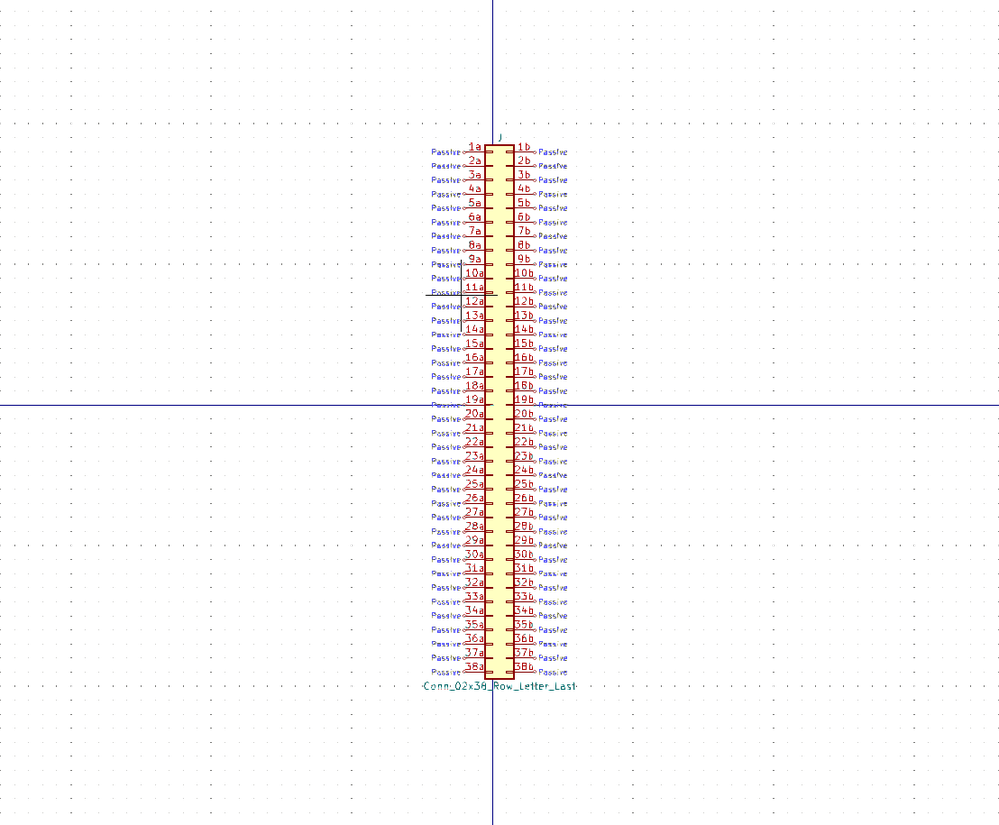 J
Passive 1a 1b Passive
Passive 2a 2b Passive
Passive 3a 3b Passive
Passive 4a 4b Passive
Passive 5a 5b Passive
Passive 6a 6b Passive
Passive 7a 7b Passive
Passive 8a 8b Passive
Passive 9a 9b Passive
Passive 10a 10b Passive
Passive 11a 11b Passive
Passive 12a 12b Passive
Passive 13a 13b Passive
Passive 14a 14b Passive
Passive 15a 15b Passive
Passive 16a 16b Passive
Passive 17a 17b Passive
Passive 18a 18b Passive
Passive 19a 19b Passive
Passive 20a 20b Passive
Passive 21a 21b Passive
Passive 22a 22b Passive
Passive 23a 23b Passive
Passive 24a 24b Passive
Passive 25a 25b Passive
Passive 26a 26b Passive
Passive 27a 27b Passive
Passive 28a 28b Passive
Passive 29a 29b Passive
Passive 30a 30b Passive
Passive 31a 31b Passive
Passive 32a 32b Passive
Passive 33a 33b Passive
Passive 34a 34b Passive
Passive 35a 35b Passive
Passive 36a 36b Passive
Passive 37a 37b Passive
Passive 38a 38b Passive
Conn_02x38_Row_Letter_Last